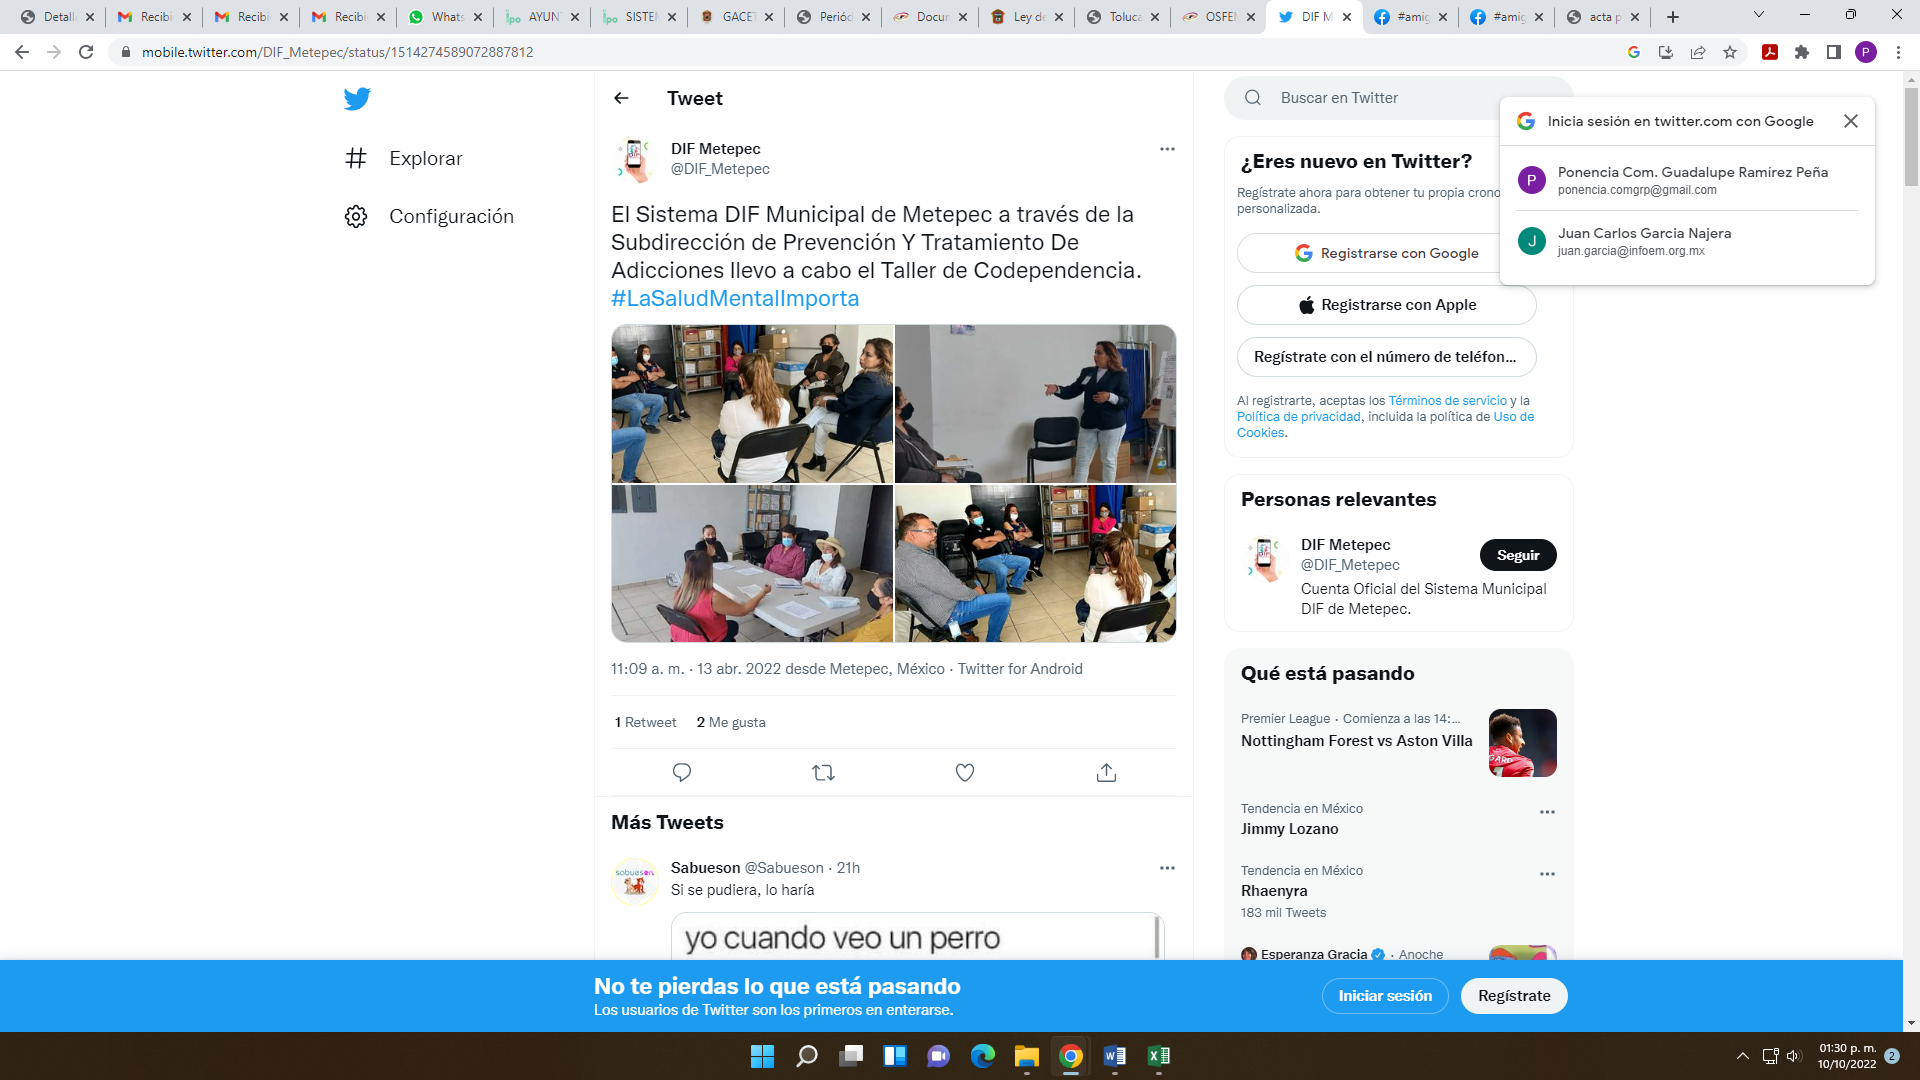 Detall
Recibi
Recibi
Recibi
Whats
AYUN
SISTE
GACE
Periód
Docur
Ley de
Toluca
OSFE
DIF M
#amig
#amig
acta p
mobile.twitter.com/DIF_Metepec/status/1514274589072887812
P
Explorar
Configuración
Tweet
DIF Metepec
@DIF_Metepec
El Sistema DIF Municipal de Metepec a través de la
Subdirección de Prevención Y Tratamiento De
Adicciones llevo a cabo el Taller de Codependencia.
#LaSaludMentalImporta
11:09 a. m. · 13 abr. 2022 desde Metepec, México · Twitter for Android
1 Retweet 2 Me gusta
Más Tweets
Sabueson @Sabueson · 21h
Si se pudiera, lo haría
yo cuando veo un perro
Buscar en Twitter
¿Eres nuevo en Twitter?
Regístrate ahora para obtener tu propia crono
personalizada.
Registrarse con Google
Registrarse con Apple
Regístrate con el número de teléfon...
Al registrarte, aceptas los Términos de servicio y la
Política de privacidad, incluida la política de Uso de
Cookies.
Inicia sesión en twitter.com con Google
P
Ponencia Com. Guadalupe Ramírez Peña
ponencia.comgrp@gmail.com
J
Juan Carlos Garcia Najera
juan.garcia@infoem.org.mx
Personas relevantes
DIF Metepec
@DIF_Metepec
Seguir
Cuenta Oficial del Sistema Municipal
DIF de Metepec.
Qué está pasando
Premier League · Comienza a las 14:...
Nottingham Forest vs Aston Villa
Tendencia en México
Jimmy Lozano
Tendencia en México
Rhaenyra
183 mil Tweets
Esperanza Gracia · Anoche
No te pierdas lo que está pasando
Los usuarios de Twitter son los primeros en enterarse.
Iniciar sesión
Regístrate
01:30 p. m.
10/10/2022
2